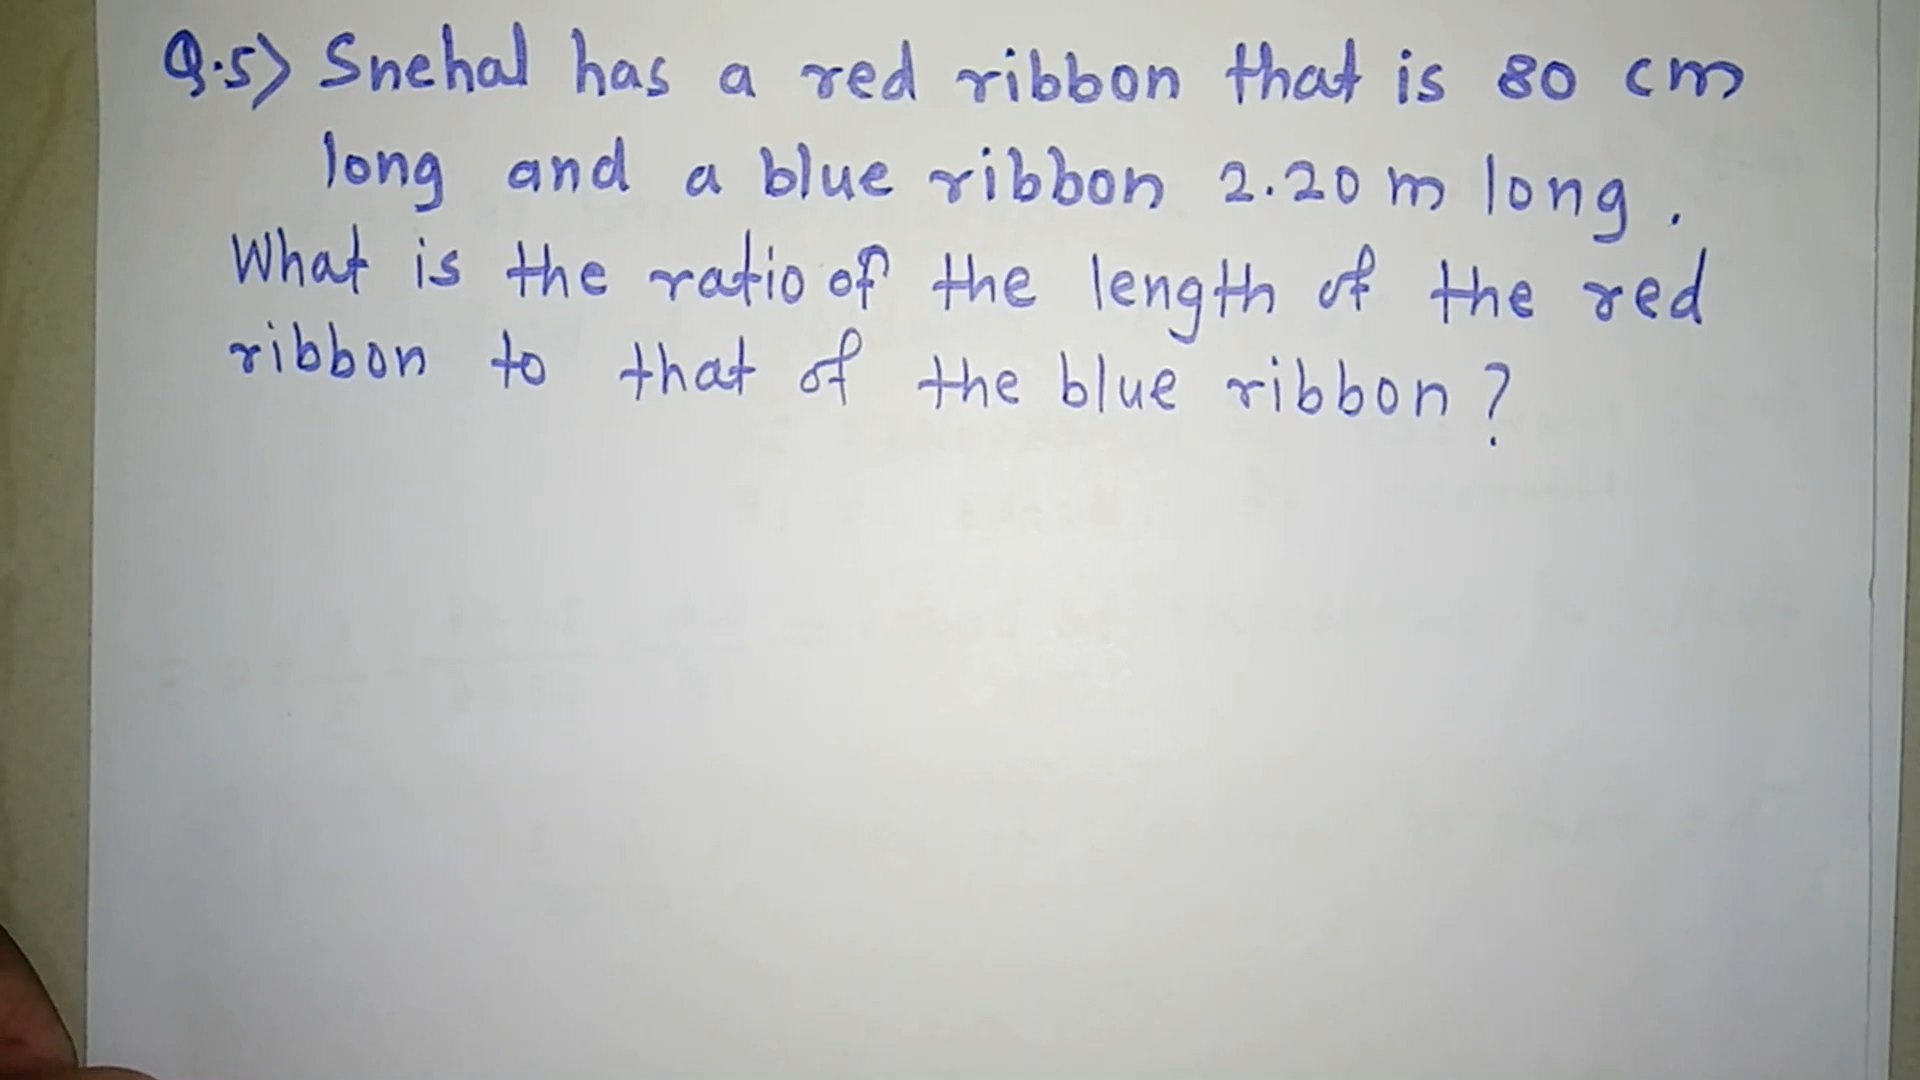 Q.5) Snehal has a red ribbon that is 80 cm
long and a blue ribbon 2.20 m long.
What is the ratio of the length of the red
ribbon to that of the blue ribbon?